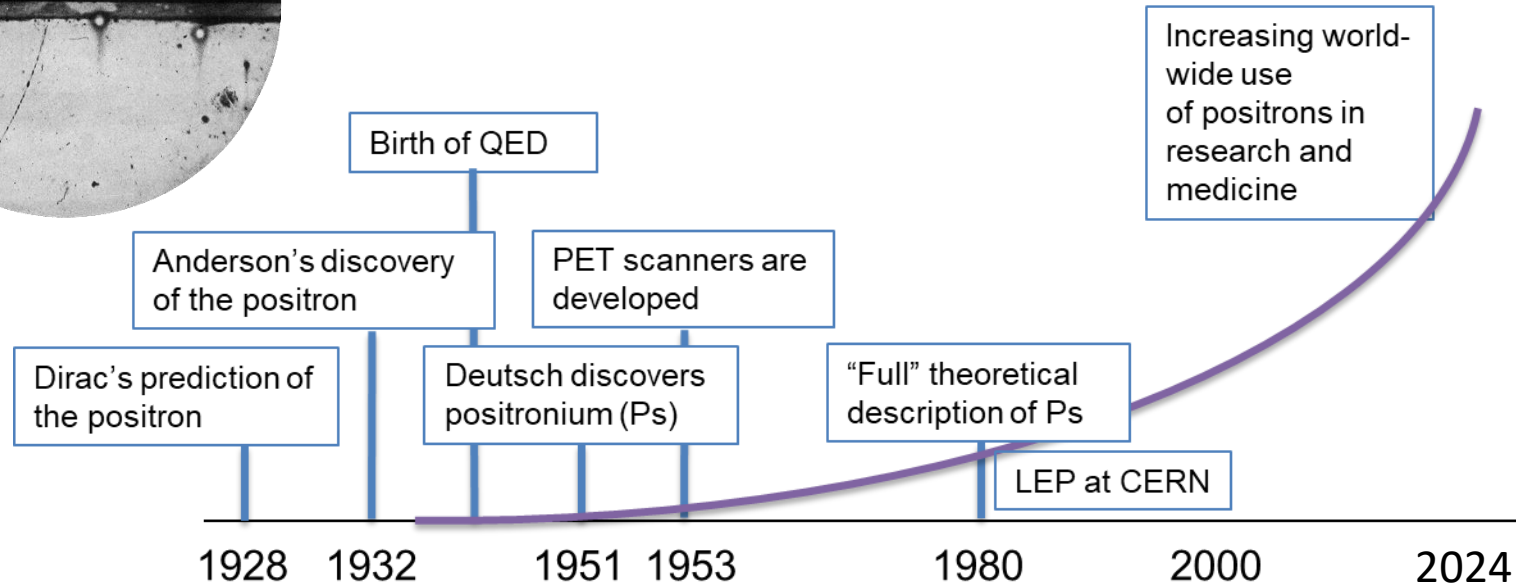 Increasing world-
wide use
of positrons in
research and
medicine
Birth of QED
Anderson’s discovery
of the positron
PET scanners are
developed
Dirac’s prediction of
the positron
Deutsch discovers
positronium (Ps)
“Full” theoretical
description of Ps
LEP at CERN
1928 1932 1951 1953 1980 2000 2024